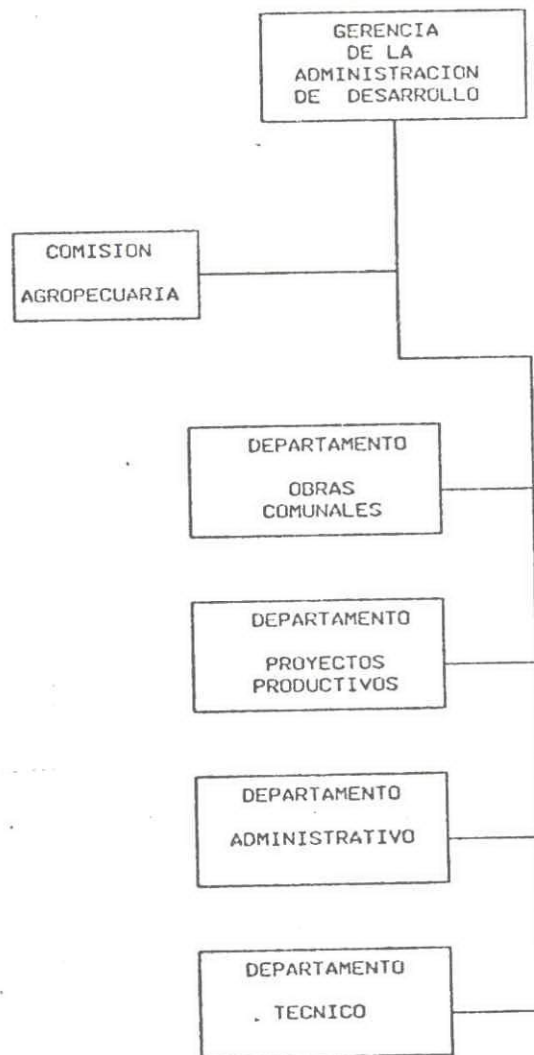 GERENCIA
DE LA
ADMINISTRACION
DE DESARROLLO
COMISION
AGROPECUARIA
DEPARTAMENTO
OBRAS
COMUNALES
DEPARTAMENTO
PROYECTOS
PRODUCTIVOS
DEPARTAMENTO
ADMINISTRATIVO
DEPARTAMENTO
TECNICO